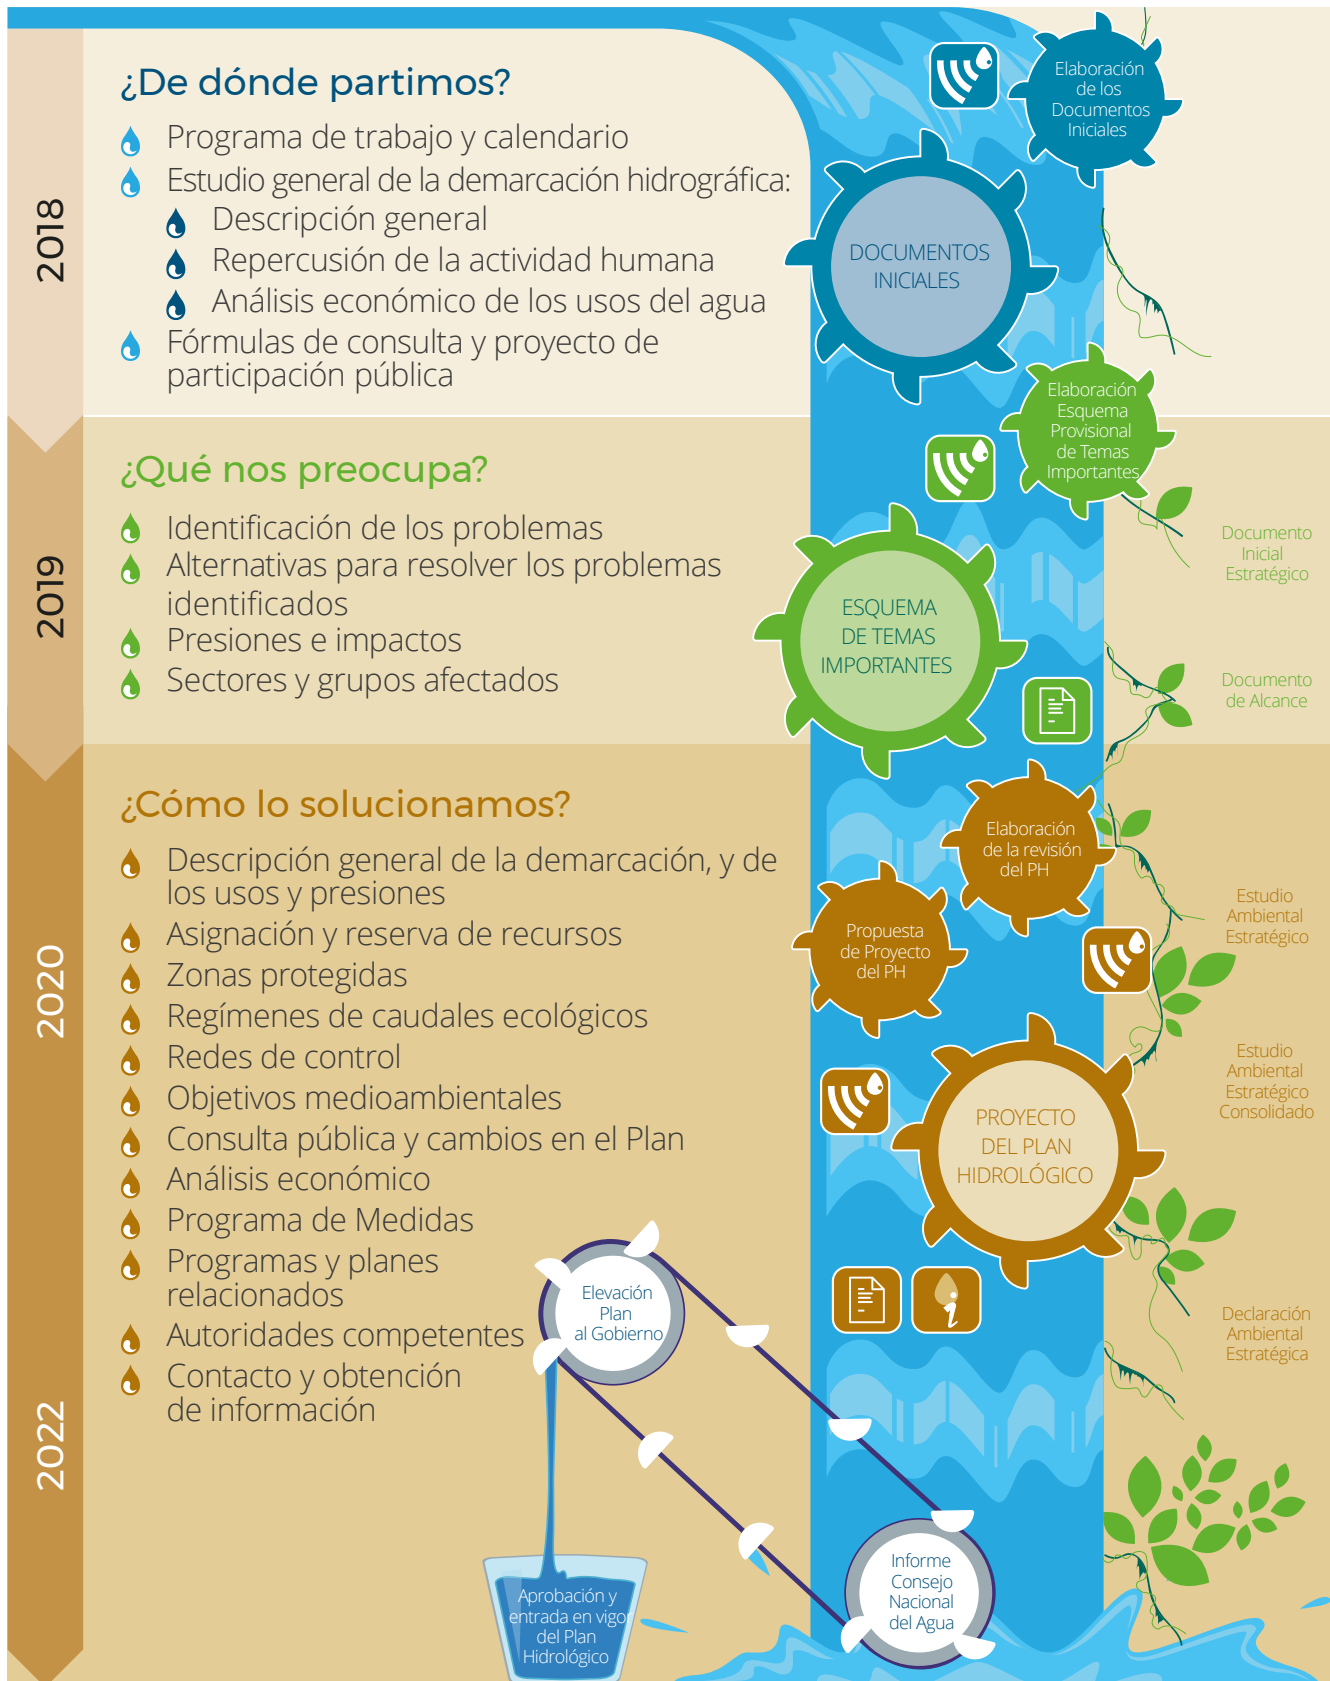 2018
¿De dónde partimos?
Programa de trabajo y calendario
Estudio general de la demarcación hidrográfica:
Descripción general
Repercusión de la actividad humana
Análisis económico de los usos del agua
Fórmulas de consulta y proyecto de
participación pública
Elaboración
de los
Documentos
Iniciales
DOCUMENTOS
INICIALES
2019
¿Qué nos preocupa?
Identificación de los problemas
Alternativas para resolver los problemas
identificados
Presiones e impactos
Sectores y grupos afectados
Elaboración
Esquema
Provisional
de Temas
Importantes
ESQUEMA
DE TEMAS
IMPORTANTES
Documento
Inicial
Estratégico
Documento
de Alcance
2020
2022
¿Cómo lo solucionamos?
Descripción general de la demarcación, y de
los usos y presiones
Asignación y reserva de recursos
Zonas protegidas
Regímenes de caudales ecológicos
Redes de control
Objetivos medioambientales
Consulta pública y cambios en el Plan
Análisis económico
Programa de Medidas
Programas y planes
relacionados
Autoridades competentes
Contacto y obtención
de información
Elaboración
de la revisión
del PH
Propuesta
de Proyecto
del PH
PROYECTO
DEL PLAN
HIDROLÓGICO
Estudio
Ambiental
Estratégico
Estudio
Ambiental
Estratégico
Consolidado
Declaración
Ambiental
Estratégica
Elevación
Plan
al Gobierno
Informe
Consejo
Nacional
del Agua
Aprobación y
entrada en vigor
del Plan
Hidrológico